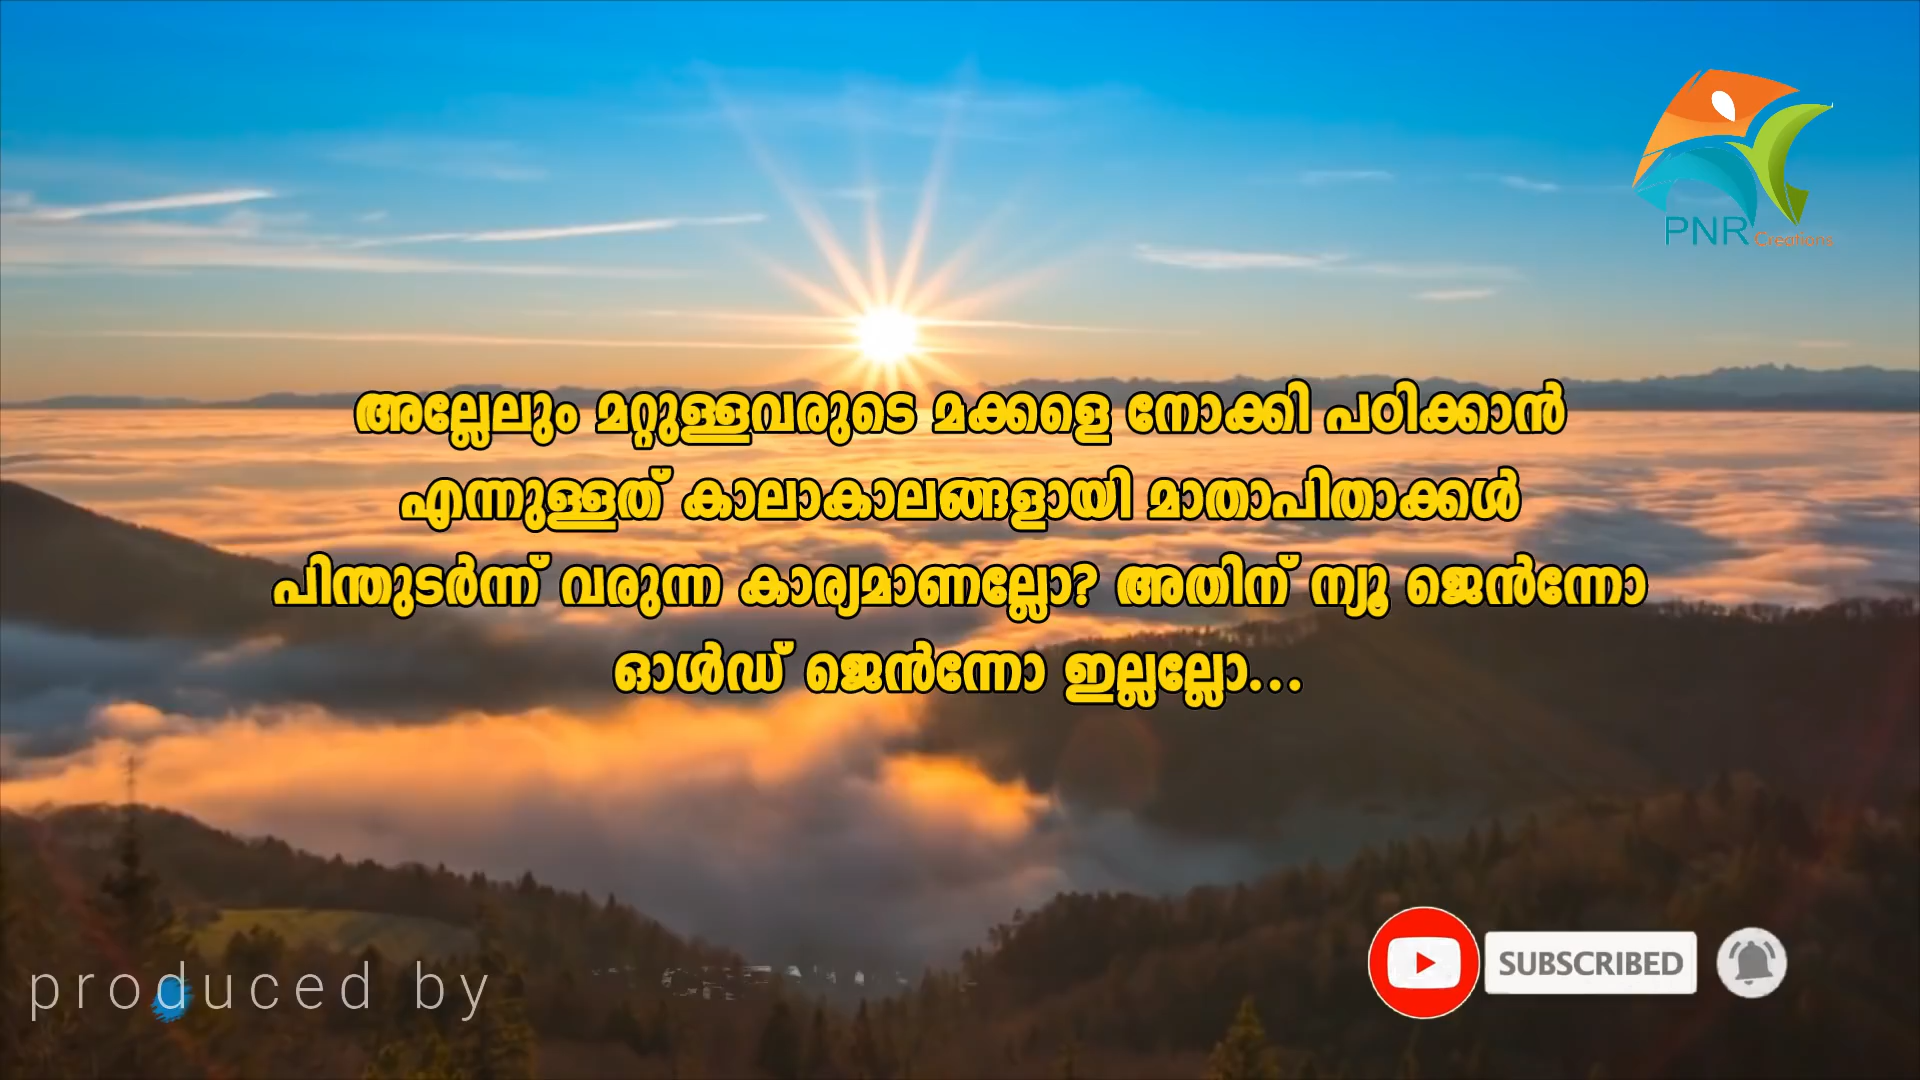 PNR Creations
അല്ലേലും മറ്റുള്ളവരുടെ മക്കളെ നോക്കി പഠിക്കാൻ
എന്നുള്ളത് കാലാകാലങ്ങളായി മാതാപിതാക്കൾ
പിന്തുടർന്ന് വരുന്ന കാര്യമാണല്ലോ? അതിന് ന്യൂ ജെൻന്നോ
ഓൾഡ് ജെൻന്നോ ഇല്ലല്ലോ...
SUBSCRIBED
produced by